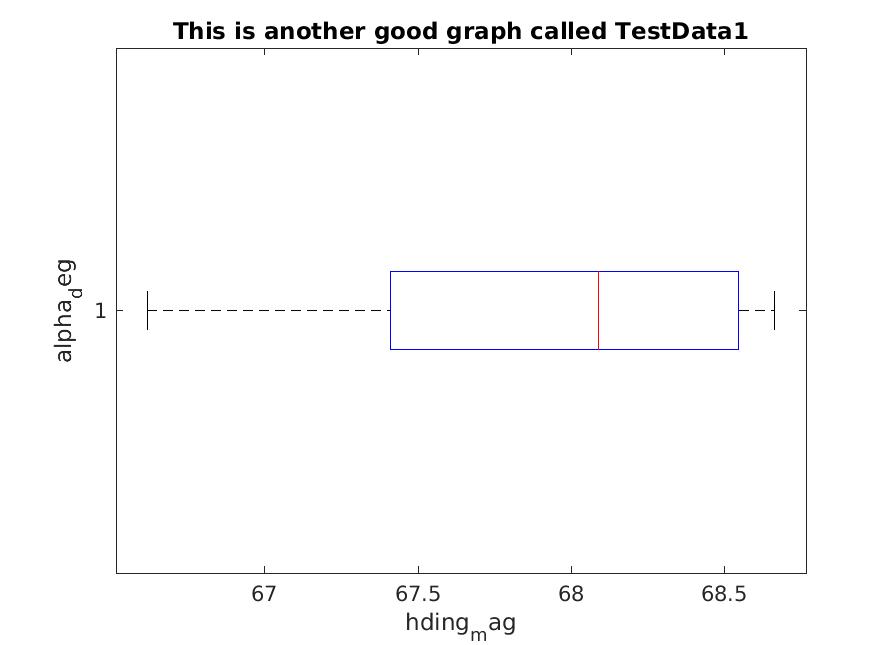 This is another good graph called TestData1
alpha_deg
1
67 67.5 68 68.5
hding_mag